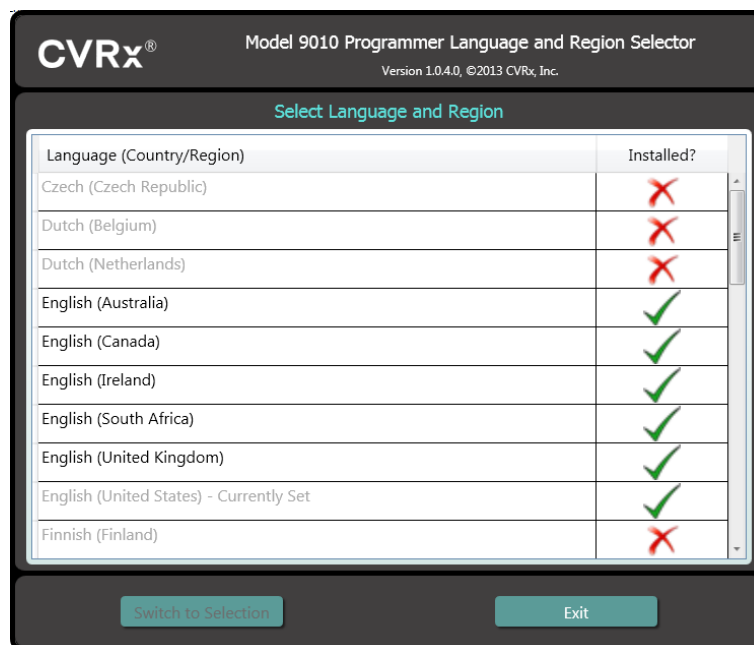 CVRx®
Model 9010 Programmer Language and Region Selector
Version 1.0.4.0, ©2013 CVRx, Inc.
Select Language and Region
Language (Country/Region) Installed?
Czech (Czech Republic)
Dutch (Belgium)
Dutch (Netherlands)
English (Australia)
English (Canada)
English (Ireland)
English (South Africa)
English (United Kingdom)
English (United States) - Currently Set
Finnish (Finland)
Switch to Selection Exit